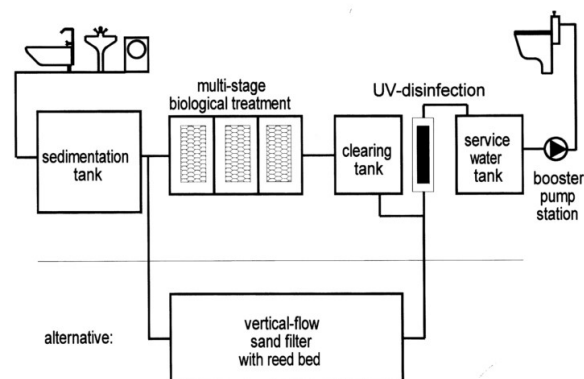 multi-stage
biological treatment
UV-disinfection
sedimentation
tank
clearing
tank
service
water
tank
booster
pump
station
alternative:
vertical-flow
sand filter
with reed bed